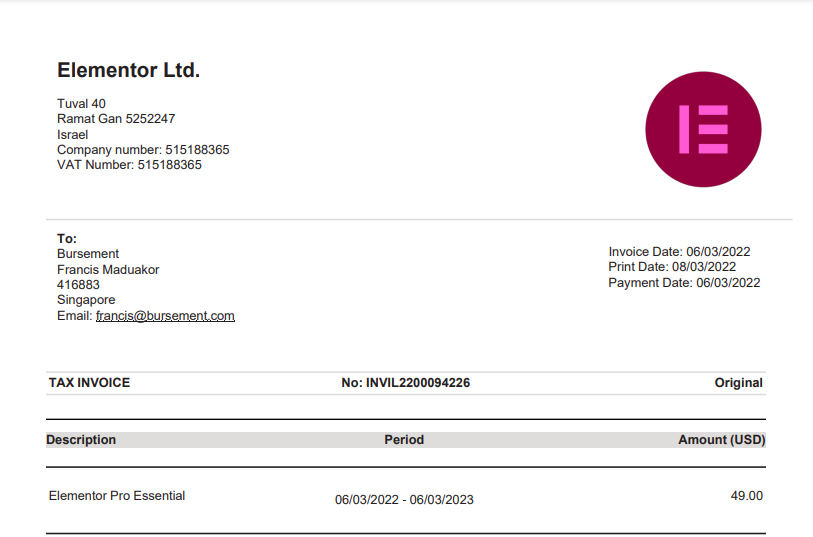 Elementor Ltd.
Tuval 40
Ramat Gan 5252247
Israel
Company number: 515188365
VAT Number: 515188365
To:
Bursement
Francis Maduakor
416883
Singapore
Email: francis@bursement.com
Invoice Date: 06/03/2022
Print Date: 08/03/2022
Payment Date: 06/03/2022
TAX INVOICE No: INVIL2200094226 Original
Description Period Amount (USD)
Elementor Pro Essential 06/03/2022 - 06/03/2023 49.00